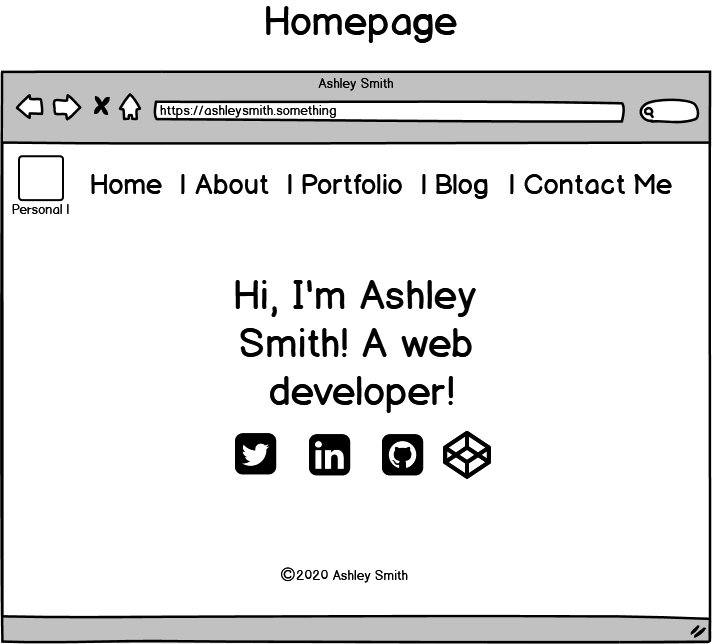 Homepage
Ashley Smith
https://ashleysmith.something
Home | About | Portfolio | Blog | Contact Me
Personal l
Hi, I'm Ashley
Smith! A web
developer!
in
©2020 Ashley Smith